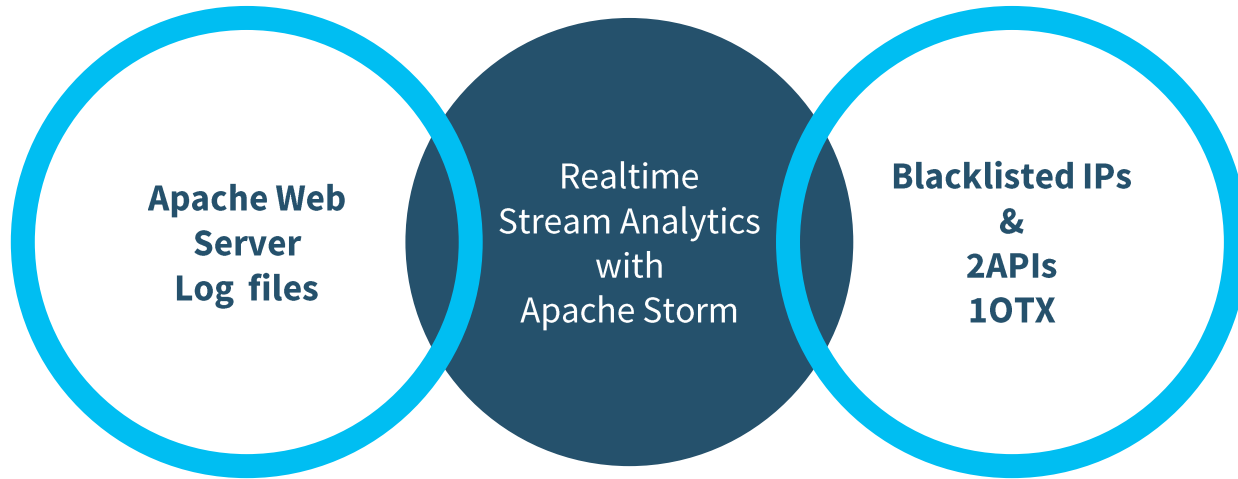 Apache Web
Server
Log files
Realtime
Stream Analytics
with
Apache Storm
Blacklisted IPs
&
2APIs
1OTX